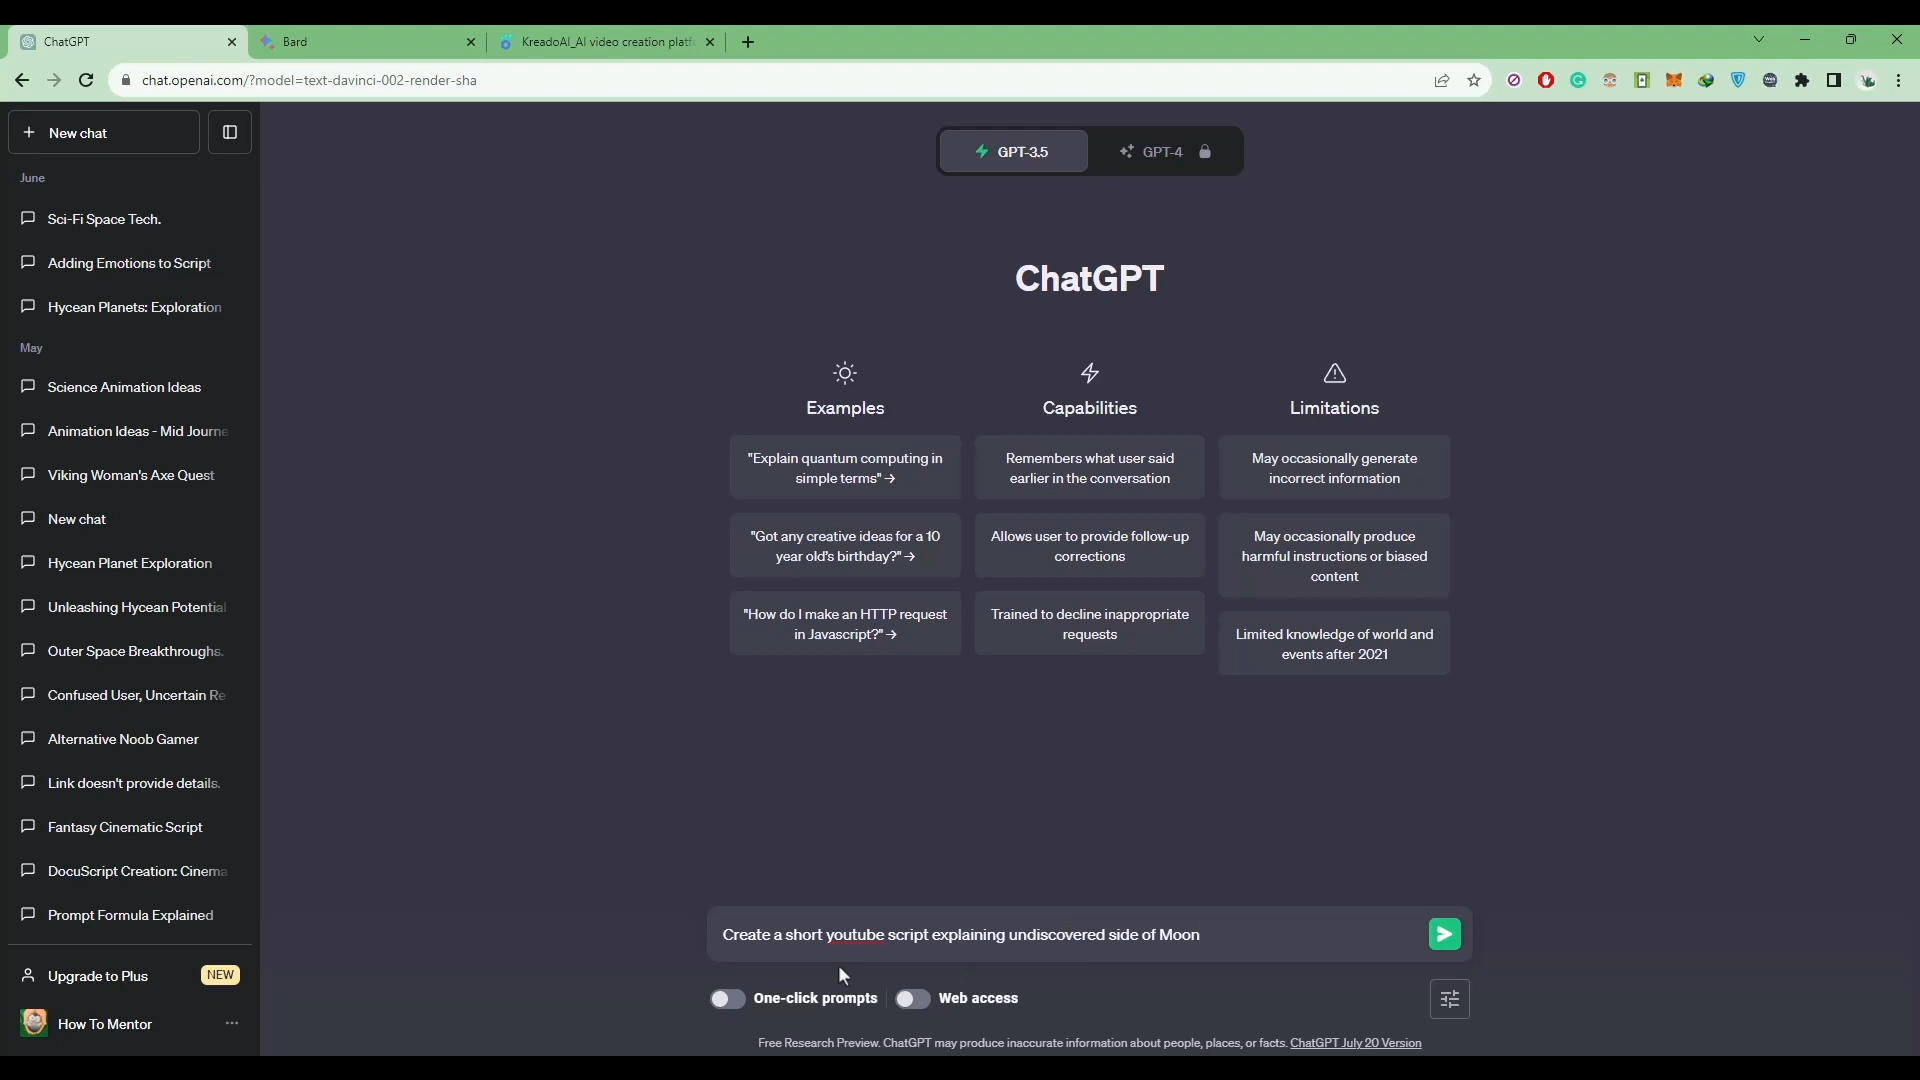 ChatGPT
Bard
KreadoAI_AI video creation platf
chat.openai.com/?model=text-davinci-002-render-sha
New chat
June
Sci-Fi Space Tech.
Adding Emotions to Script
Hycean Planets: Exploration
May
Science Animation Ideas
Animation Ideas - Mid Journe
Viking Woman's Axe Quest
New chat
Hycean Planet Exploration
Unleashing Hycean Potential
Outer Space Breakthroughs.
Confused User, Uncertain Re
Alternative Noob Gamer
Link doesn't provide details.
Fantasy Cinematic Script
DocuScript Creation: Cinema
Prompt Formula Explained
Upgrade to Plus NEW
How To Mentor
GPT-3.5
GPT-4
ChatGPT
Examples
"Explain quantum computing in
simple terms" →
"Got any creative ideas for a 10
year old's birthday?" →
"How do I make an HTTP request
in Javascript?" →
Capabilities
Remembers what user said
earlier in the conversation
Allows user to provide follow-up
corrections
Trained to decline inappropriate
requests
Limitations
May occasionally generate
incorrect information
May occasionally produce
harmful instructions or biased
content
Limited knowledge of world and
events after 2021
Create a short youtube script explaining undiscovered side of Moon
One-click prompts
Web access
Free Research Preview. ChatGPT may produce inaccurate information about people, places, or facts. ChatGPT July 20 Version